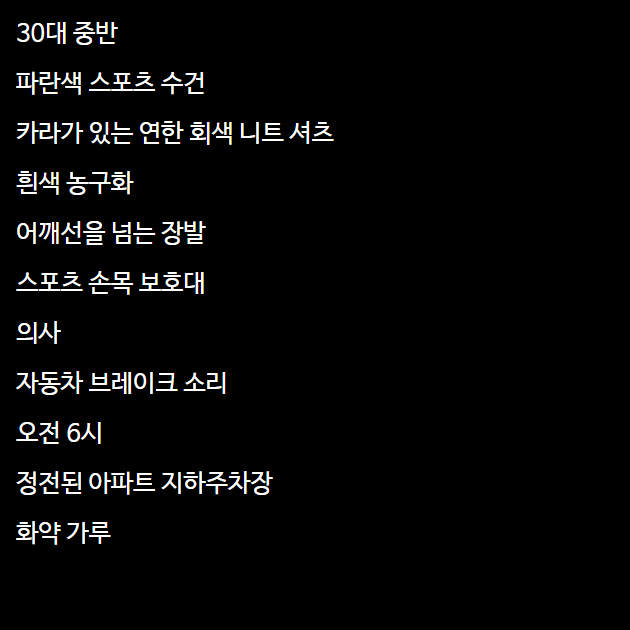 30대 중반
파란색 스포츠 수건
카라가 있는 연한 회색 니트 셔츠
흰색 농구화
어깨선을 넘는 장발
스포츠 손목 보호대
의사
자동차 브레이크 소리
오전 6시
정전된 아파트 지하주차장
화약 가루